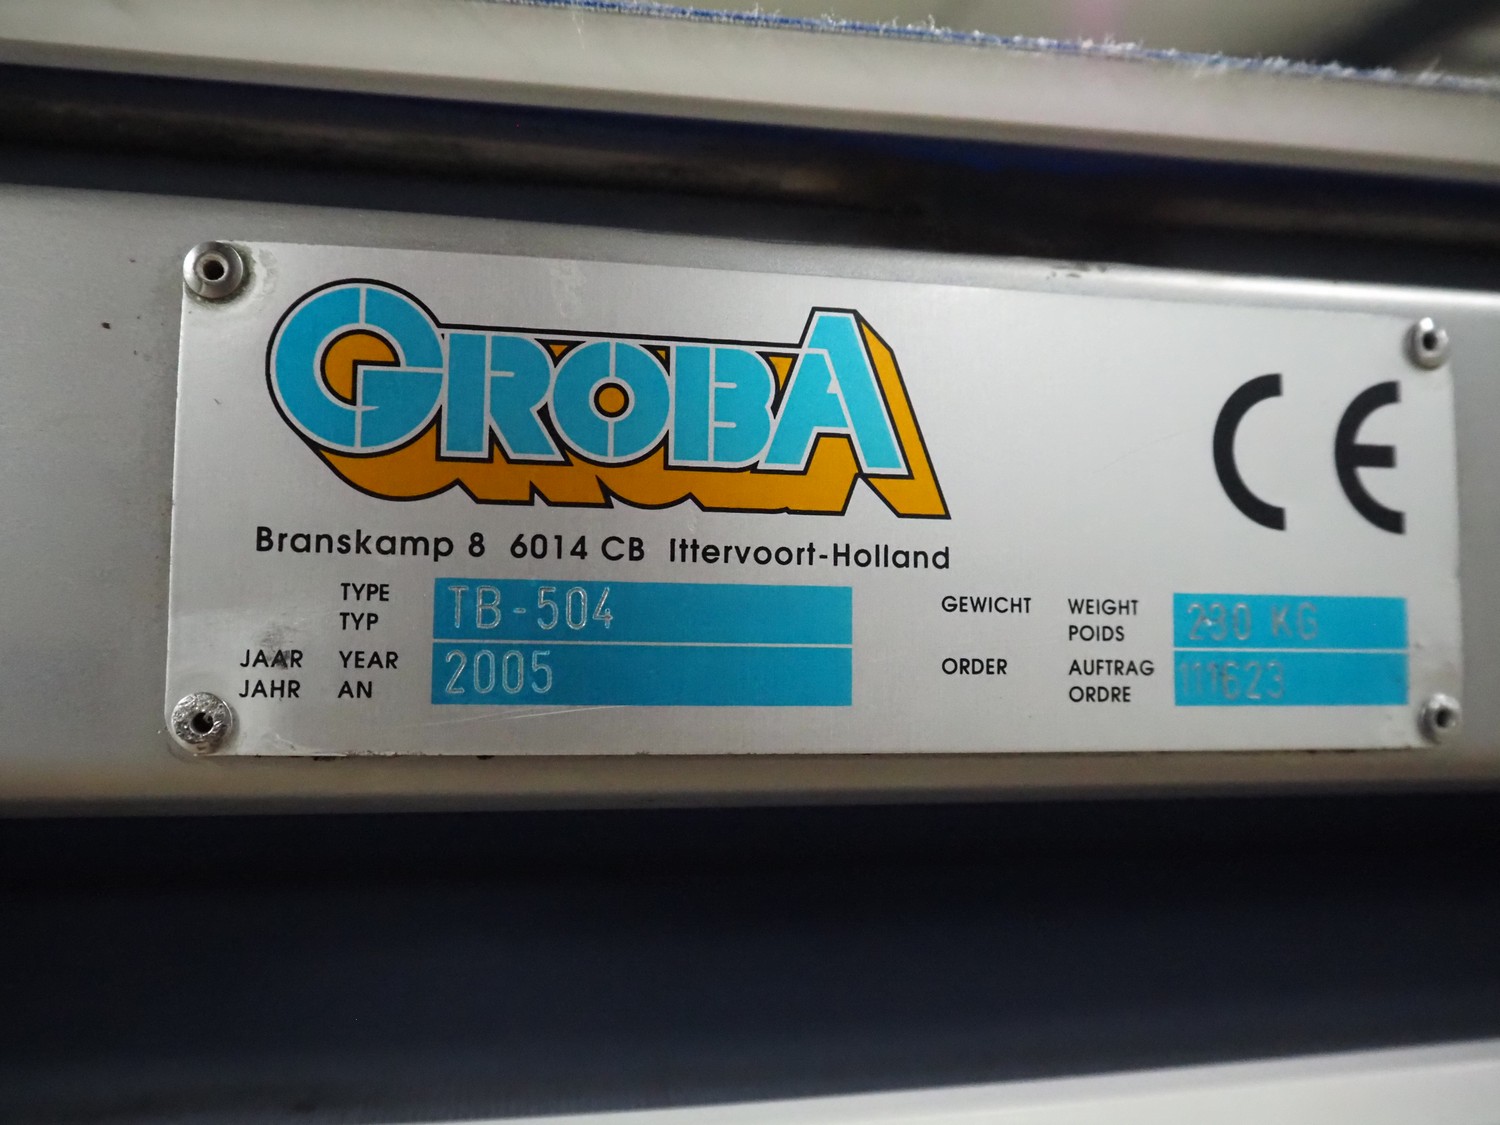 GROBA
CE
Branskamp 8 6014 CB Ittervoort-Holland
TYPE
TYP
TB-504
JAAR YEAR
JAHR AN
2005
GEWICHT WEIGHT
POIDS
230 KG
ORDER AUFTRAG
ORDRE
111623